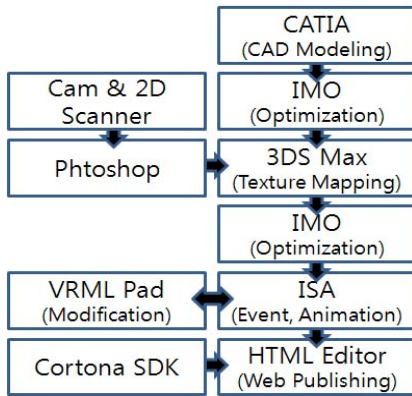 CATIA
(CAD Modeling)
Cam & 2D
Scanner
IMO
(Optimization)
Phtoshop
3DS Max
(Texture Mapping)
IMO
(Optimization)
VRML Pad
(Modification)
ISA
(Event, Animation)
Cortona SDK
HTML Editor
(Web Publishing)